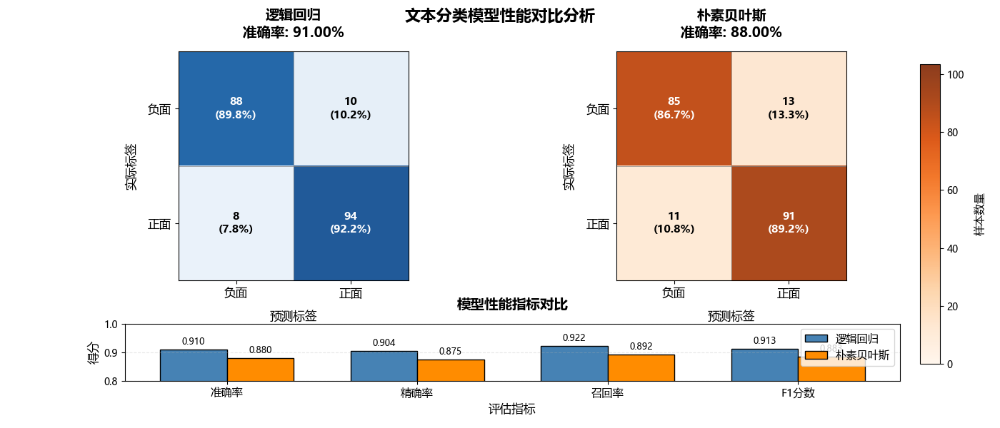 文本分类模型性能对比分析
逻辑回归
准确率: 91.00%
实际标签
负面
正面
88
(89.8%)
10
(10.2%)
8
(7.8%)
94
(92.2%)
负面
正面
预测标签
朴素贝叶斯
准确率: 88.00%
实际标签
负面
正面
85
(86.7%)
13
(13.3%)
11
(10.8%)
91
(89.2%)
负面
正面
预测标签
100
80
60
40
20
0
样本数量
模型性能指标对比
得分
1.0
0.9
0.8
0.910
0.880
0.904
0.875
0.922
0.892
0.913
0.883
逻辑回归
朴素贝叶斯
准确率
精确率
召回率
F1分数
评估指标